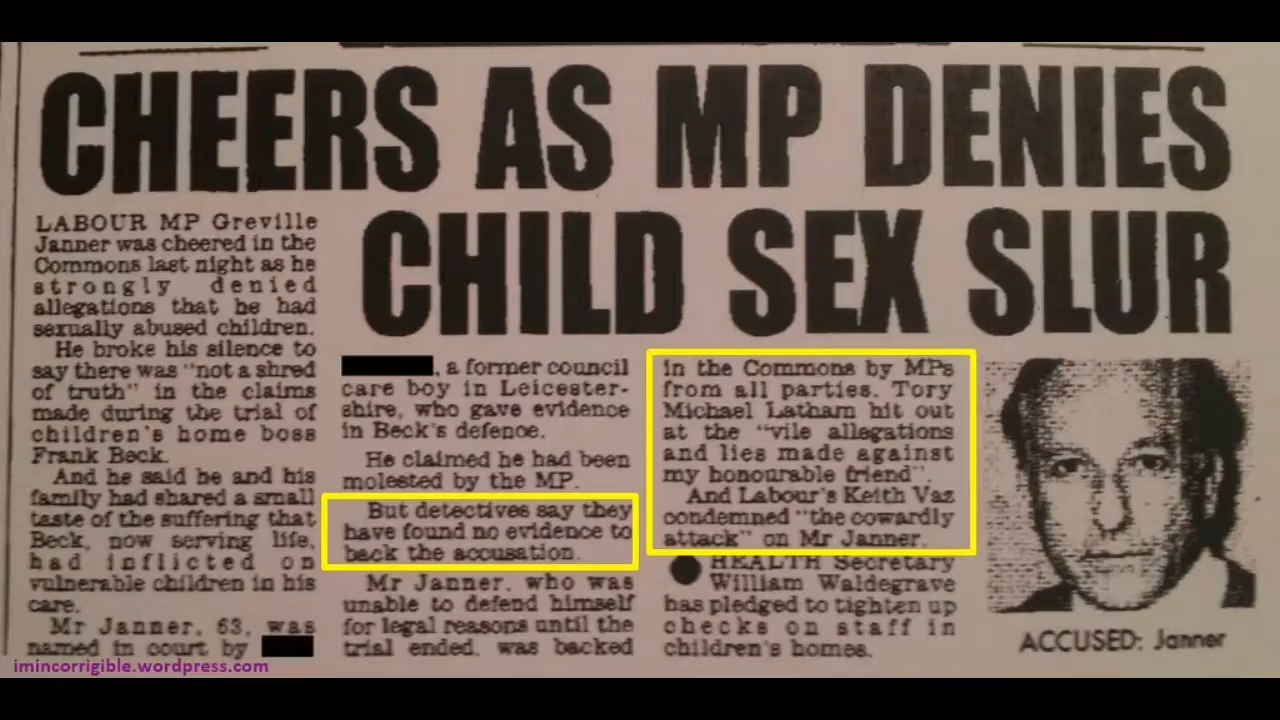 CHEERS AS MP DENIES
CHILD SEX SLUR
LABOUR MP Greville
Janner was cheered in the
Commons last night as he
strongly denied
allegations that he had
sexually abused children.
He broke his silence to
say there was "not a shred
of truth" in the claims
made during the trial of
children's home boss
Frank Beck.
And he said he and his
family had shared a small
taste of the suffering that
Beck, now serving life,
had inflicted on
vulnerable children in his
care.
Mr Janner, 63, was
named in court by
, a former council
care boy in Leicester-
shire, who gave evidence
in Beck's defence.
He claimed he had been
molested by the MP.
But detectives say they
have found no evidence to
back the accusation.
Mr Janner, who was
unable to defend himself
for legal reasons until the
trial ended, was backed
in the Commons by MPs
from all parties. Tory
Michael Latham hit out
at the "vile allegations
and lies made against
my honourable friend".
And Labour's Keith Vaz
condemned "the cowardly
attack" on Mr Janner.
● HEALTH Secretary
William Waldegrave
has pledged to tighten up
checks on staff in
children's homes.
ACCUSED: Janner
imincorrigible.wordpress.com